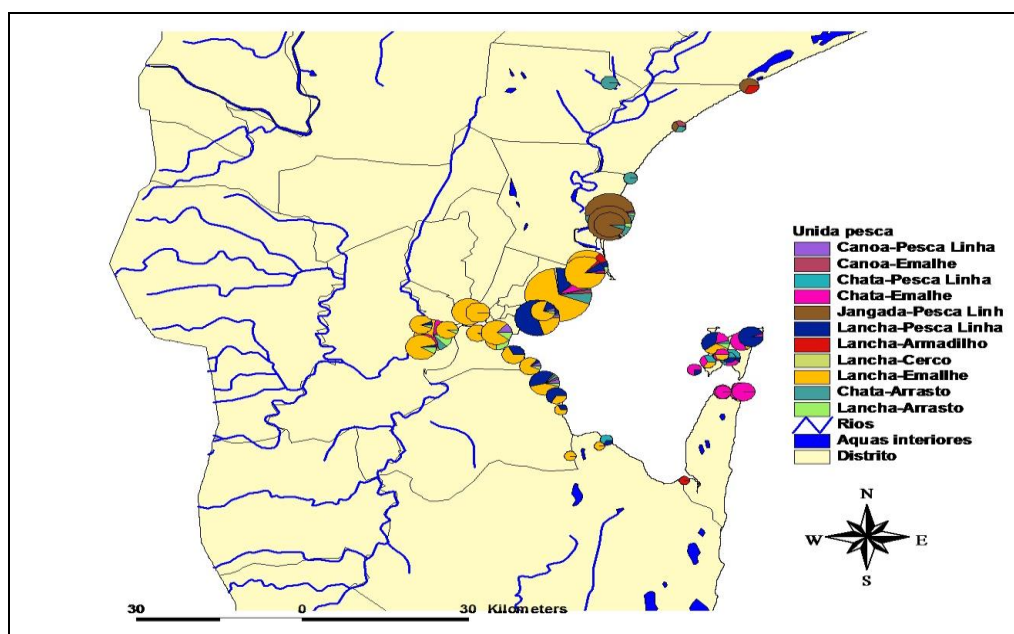 Unida pesca
Canoa-Pesca Linha
Canoa-Emalhe
Chata-Pesca Linha
Chata-Emalhe
Jangada-Pesca Linh
Lancha-Pesca Linha
Lancha-Armadilho
Lancha-Cerco
Lancha-Emallhe
Chata-Arrasto
Lancha-Arrasto
Rios
Aquas interiores
Distrito
N
W E
S
30 0 30 Kilometers